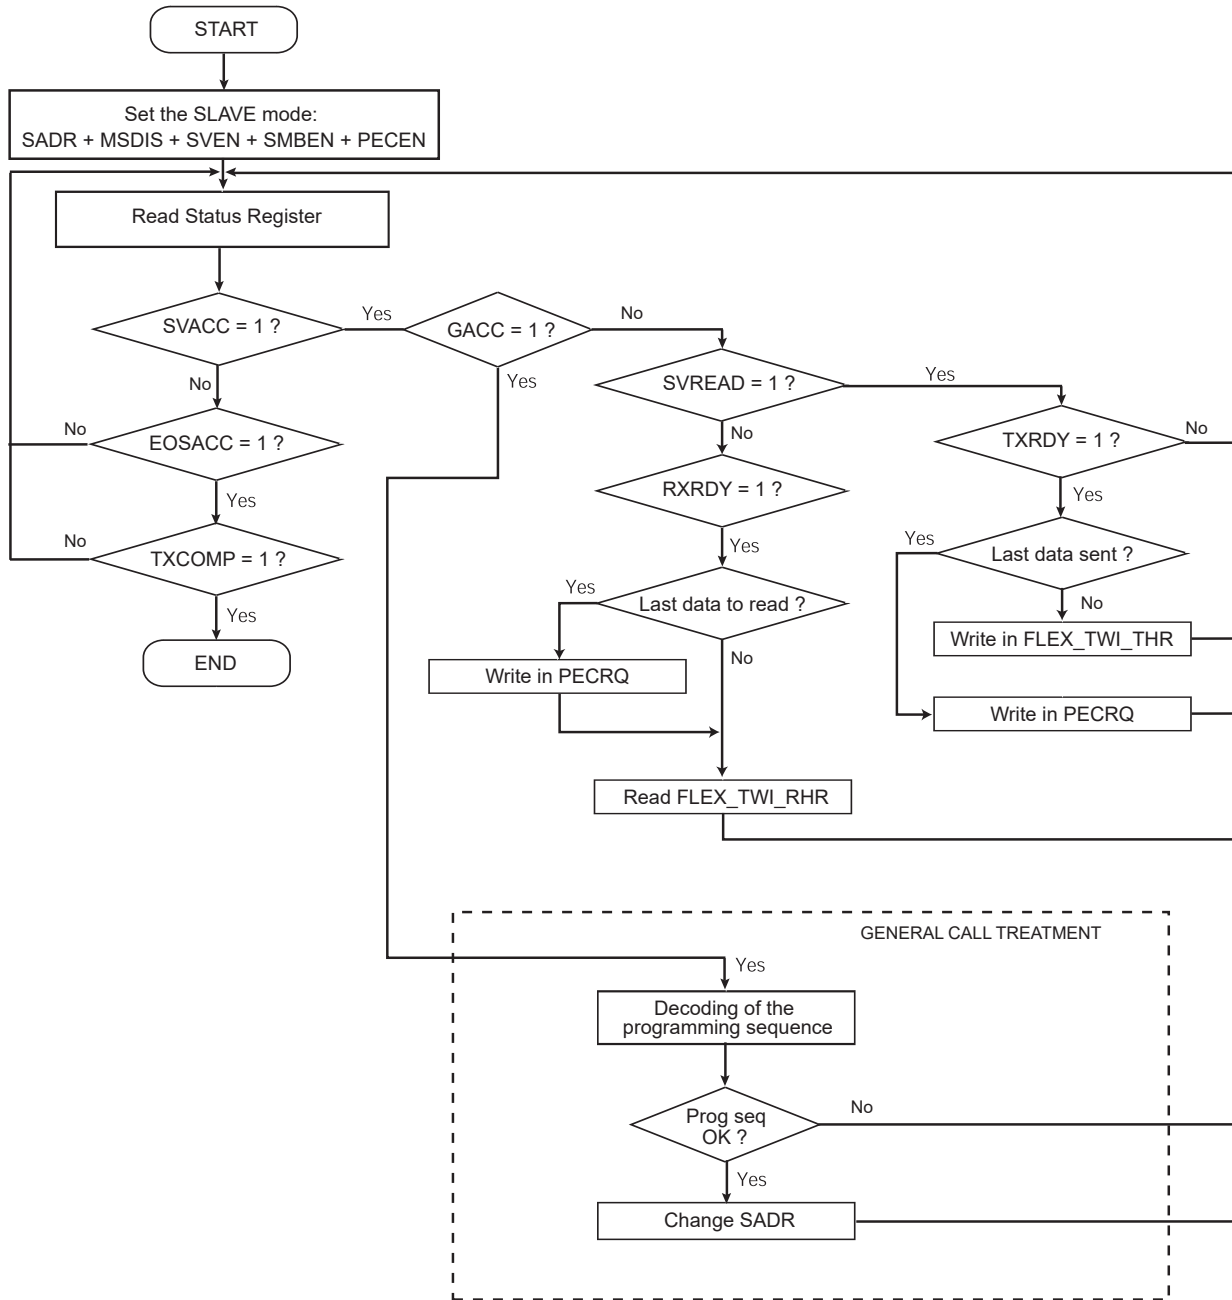 START
Set the SLAVE mode:
SADR + MSDIS + SVEN + SMBEN + PECEN
Read Status Register
SVACC = 1 ?
Yes
GACC = 1 ?
No
SVREAD = 1 ?
Yes
No
Yes
No
EOSACC = 1 ?
No
TXRDY = 1 ?
No
RXRDY = 1 ?
Yes
Yes
No
TXCOMP = 1 ?
Yes
Yes
Last data sent ?
Yes
Last data to read ?
No
Yes
Write in FLEX_TWI_THR
END
No
Write in PECRQ
Write in PECRQ
Read FLEX_TWI_RHR
GENERAL CALL TREATMENT
Yes
Decoding of the
programming sequence
Prog seq
OK ?
No
Yes
Change SADR